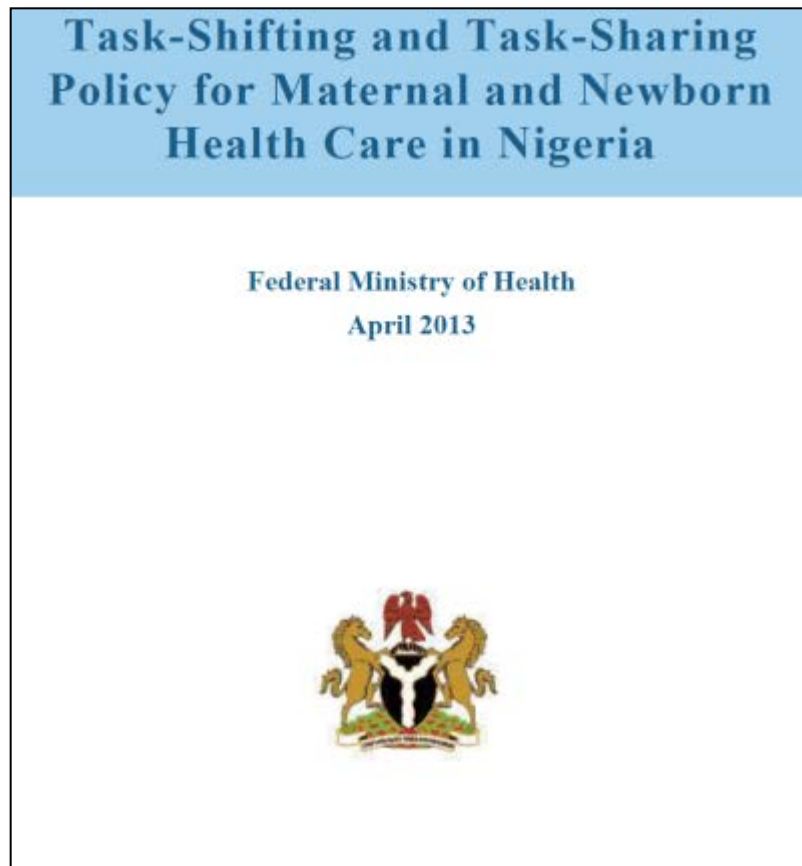 Task-Shifting and Task-Sharing
Policy for Maternal and Newborn
Health Care in Nigeria
Federal Ministry of Health
April 2013